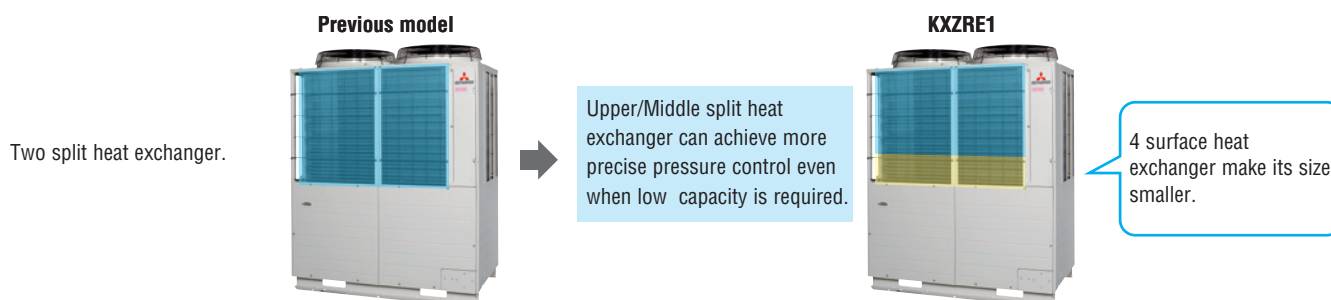 Previous model
KXZRE1
Two split heat exchanger.
Upper/Middle split heat
exchanger can achieve more
precise pressure control even
when low capacity is required.
4 surface heat
exchanger make its size
smaller.